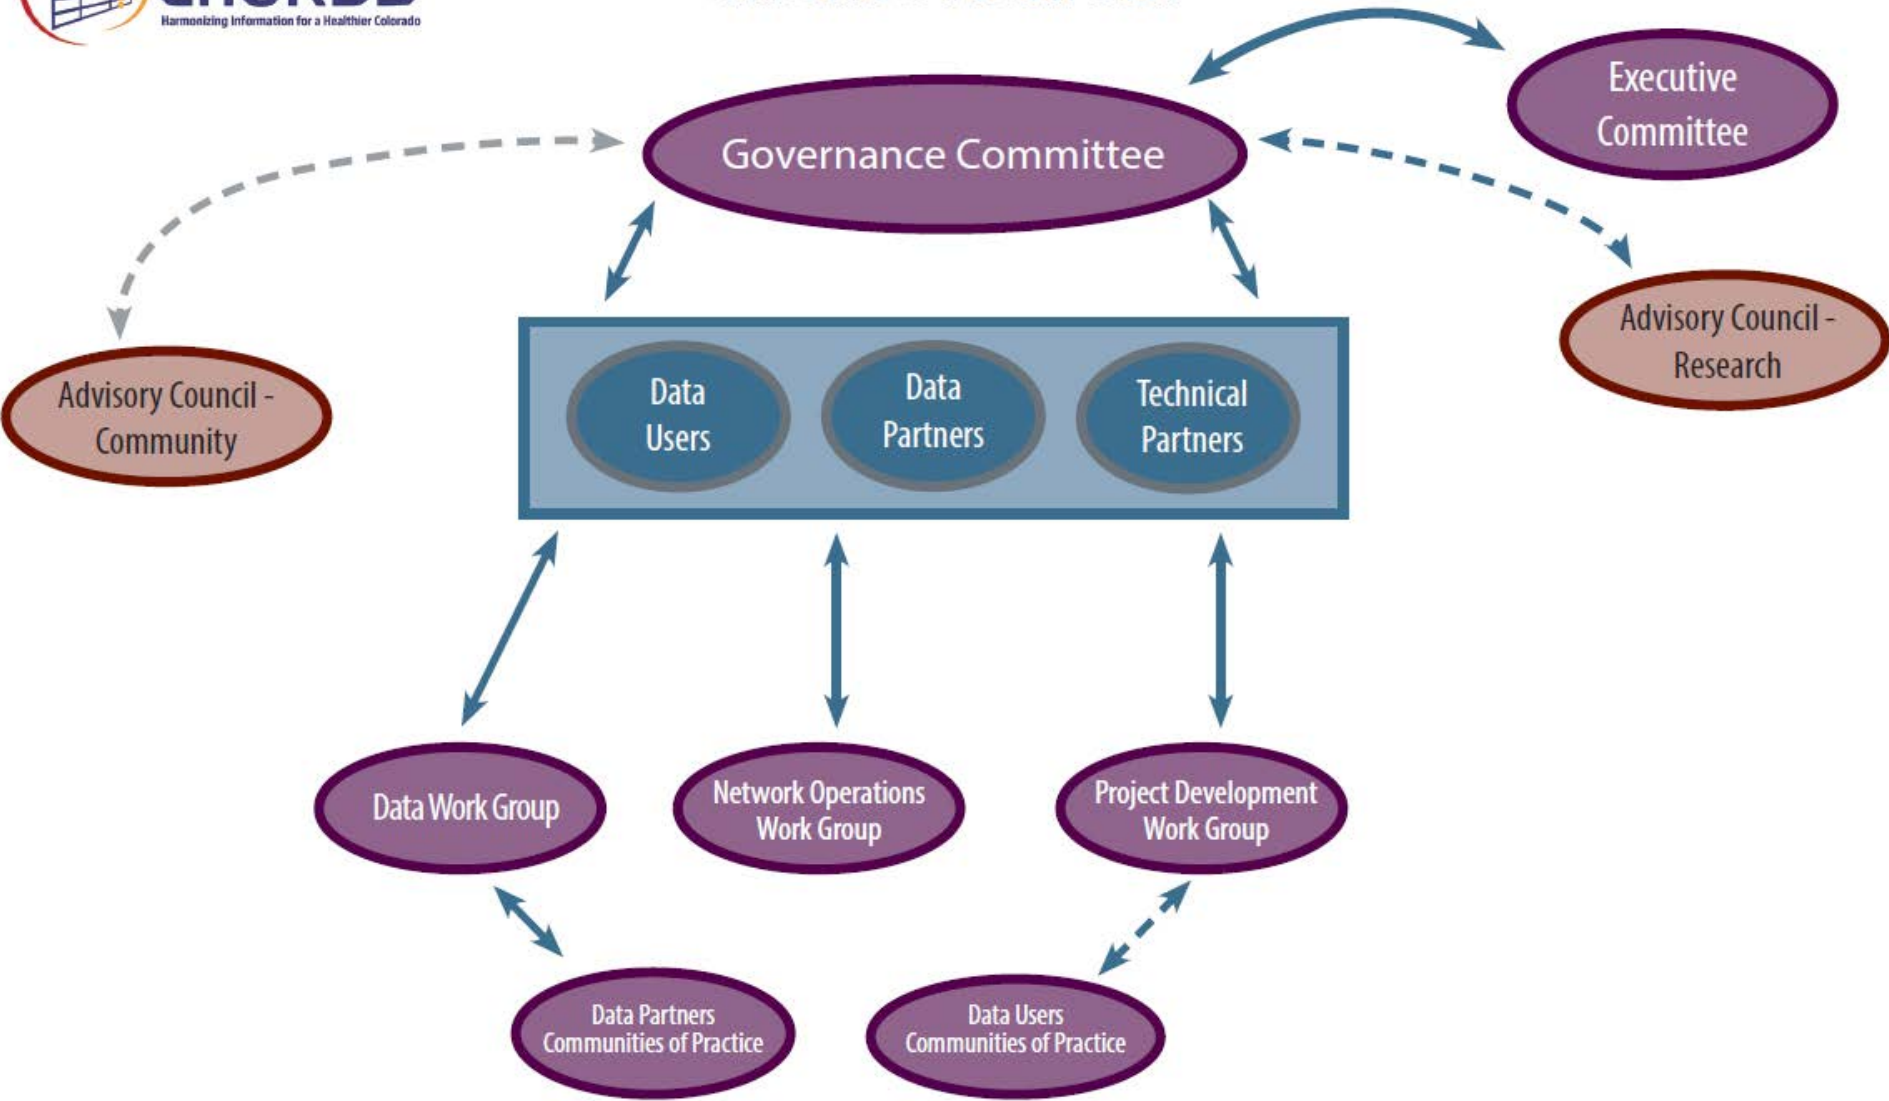 Harmonizing Information for a Healthier Colorado
Executive
Committee
Governance Committee
Advisory Council -
Research
Advisory Council -
Community
Data
Users
Data
Partners
Technical
Partners
Data Work Group
Network Operations
Work Group
Project Development
Work Group
Data Partners
Communities of Practice
Data Users
Communities of Practice